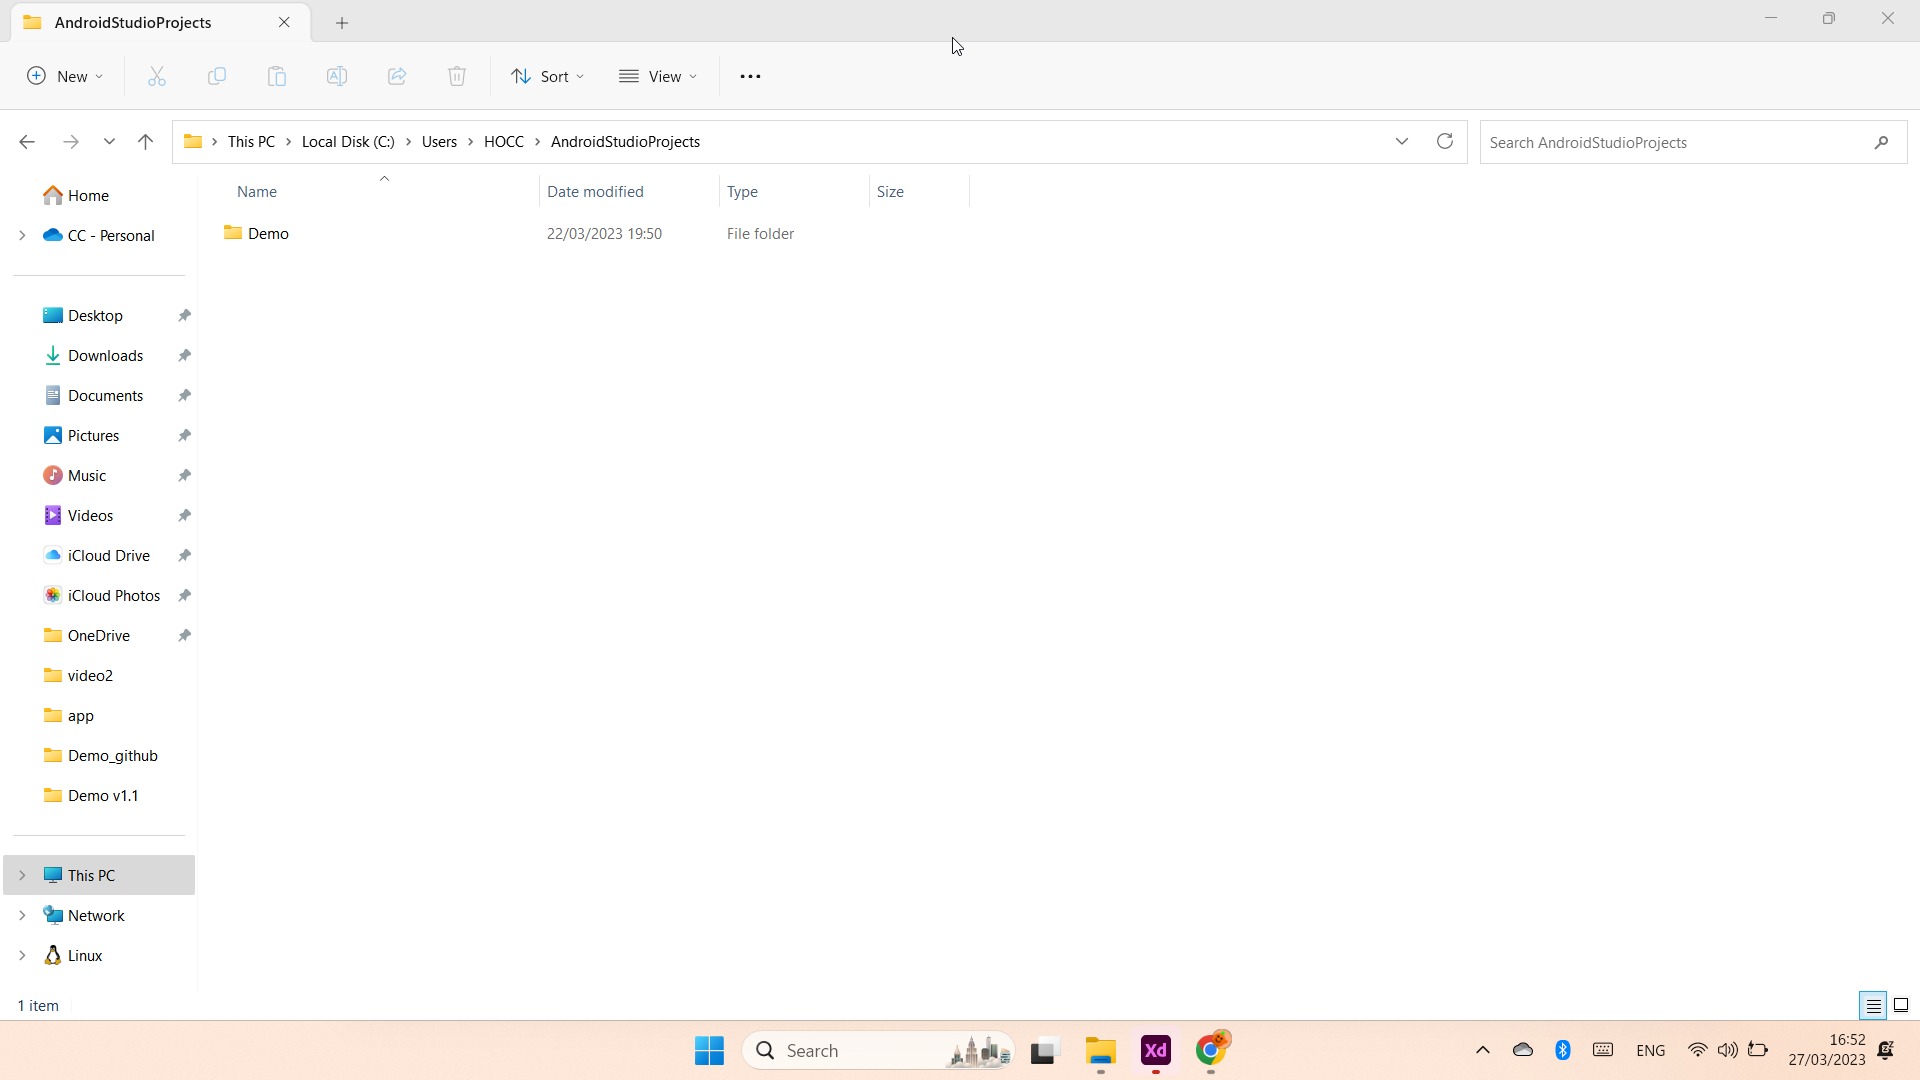 AndroidStudioProjects
New
Sort
View
This PC
Local Disk (C:)
Users
HOCC
AndroidStudioProjects
Search AndroidStudioProjects
Name
Date modified
Type
Size
Demo
22/03/2023 19:50
File folder
Home
CC - Personal
Desktop
Downloads
Documents
Pictures
Music
Videos
iCloud Drive
iCloud Photos
OneDrive
video2
app
Demo_github
Demo v1.1
This PC
Network
Linux
1 item
Search
Xd
ENG
16:52
27/03/2023